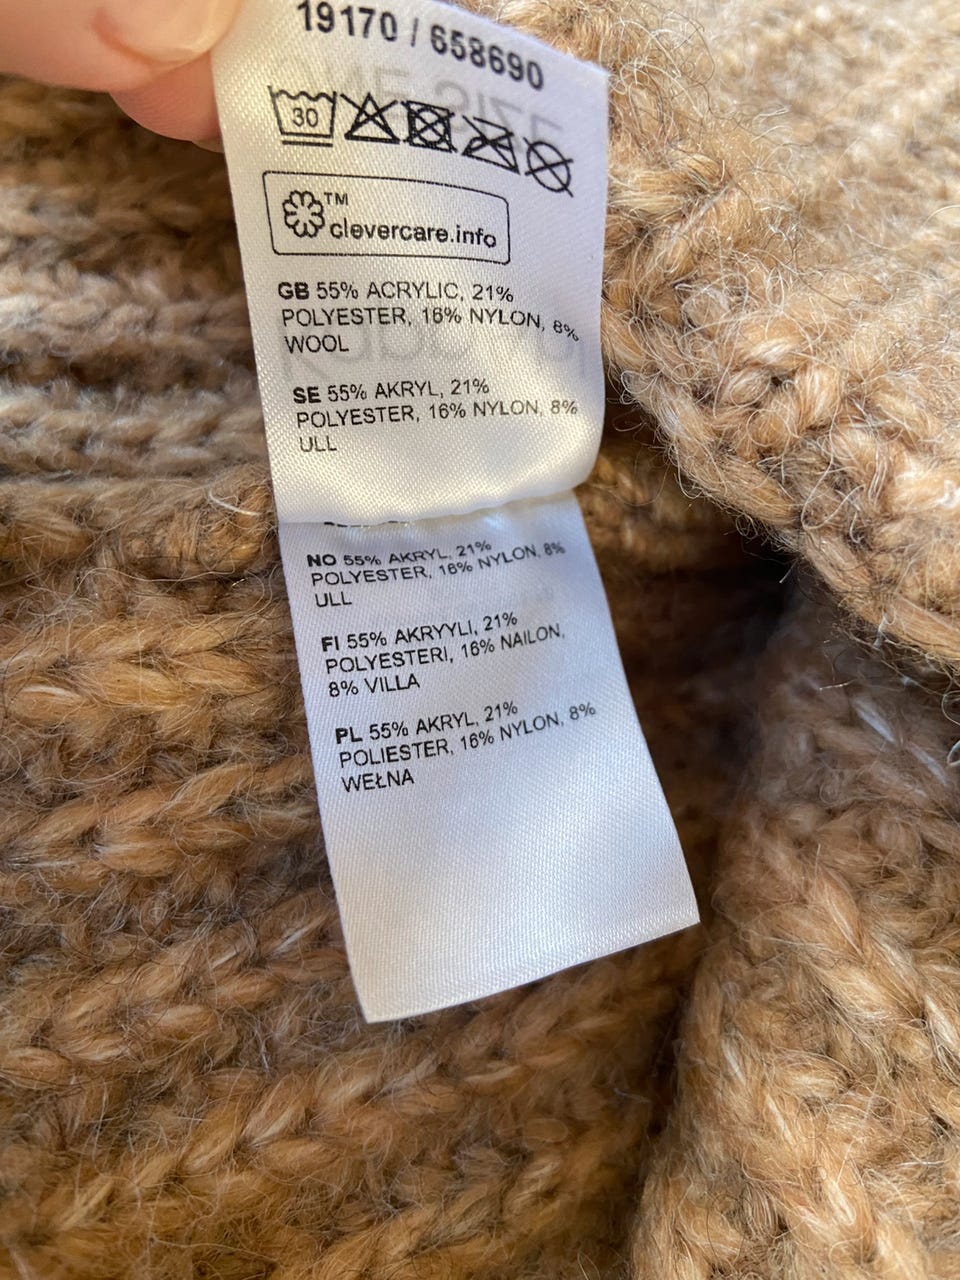 19170 / 658690
30
TM
clevercare.info
GB 55% ACRYLIC, 21%
POLYESTER, 16% NYLON, 8%
WOOL
SE 55% AKRYL, 21%
POLYESTER, 16% NYLON, 8%
ULL
NO 55% AKRYL, 21%
POLYESTER, 16% NYLON, 8%
ULL
FI 55% AKRYYLI, 21%
POLYESTERI, 16% NAILON,
8% VILLA
PL 55% AKRYL, 21%
POLIESTER, 16% NYLON, 8%
WEŁNA